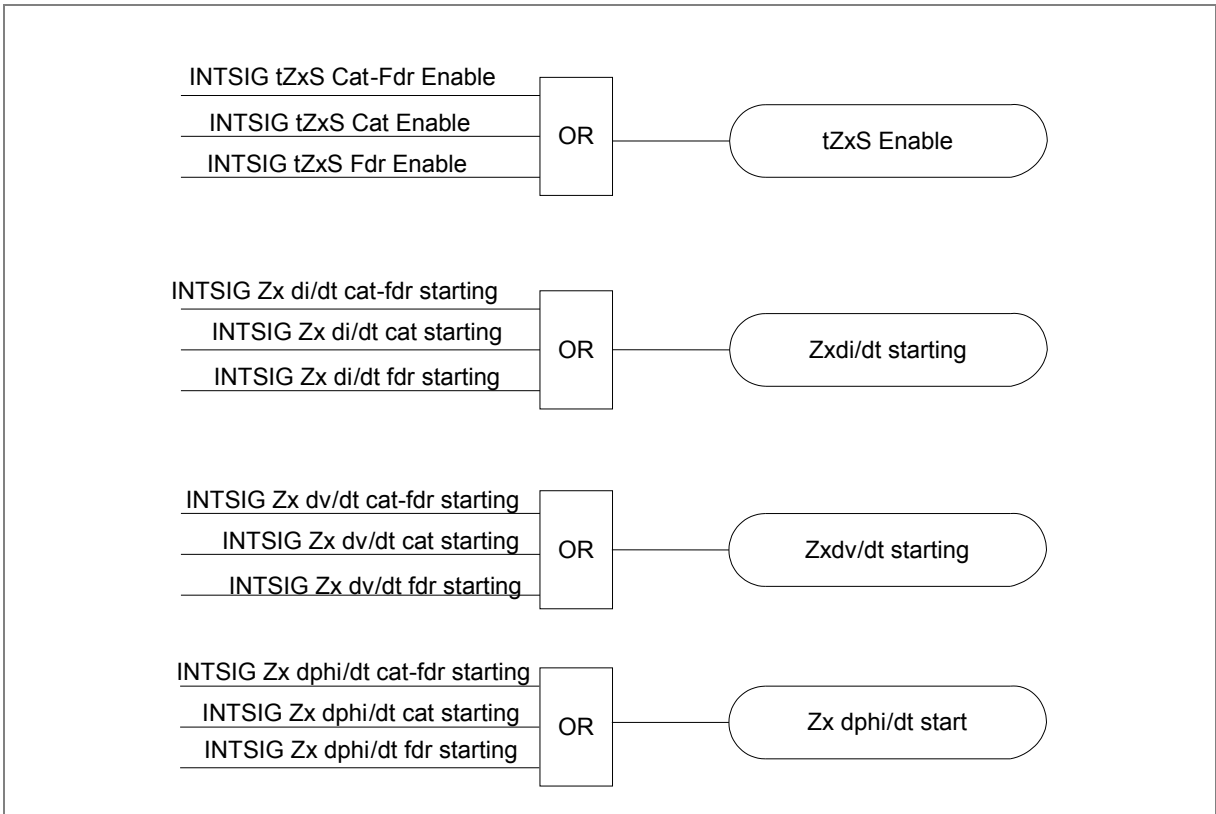 INTSIG tZxS Cat-Fdr Enable
INTSIG tZxS Cat Enable
INTSIG tZxS Fdr Enable
OR
tZxS Enable
INTSIG Zx di/dt cat-fdr starting
INTSIG Zx di/dt cat starting
INTSIG Zx di/dt fdr starting
OR
Zxdi/dt starting
INTSIG Zx dv/dt cat-fdr starting
INTSIG Zx dv/dt cat starting
INTSIG Zx dv/dt fdr starting
OR
Zxdv/dt starting
INTSIG Zx dphi/dt cat-fdr starting
INTSIG Zx dphi/dt cat starting
INTSIG Zx dphi/dt fdr starting
OR
Zx dphi/dt start